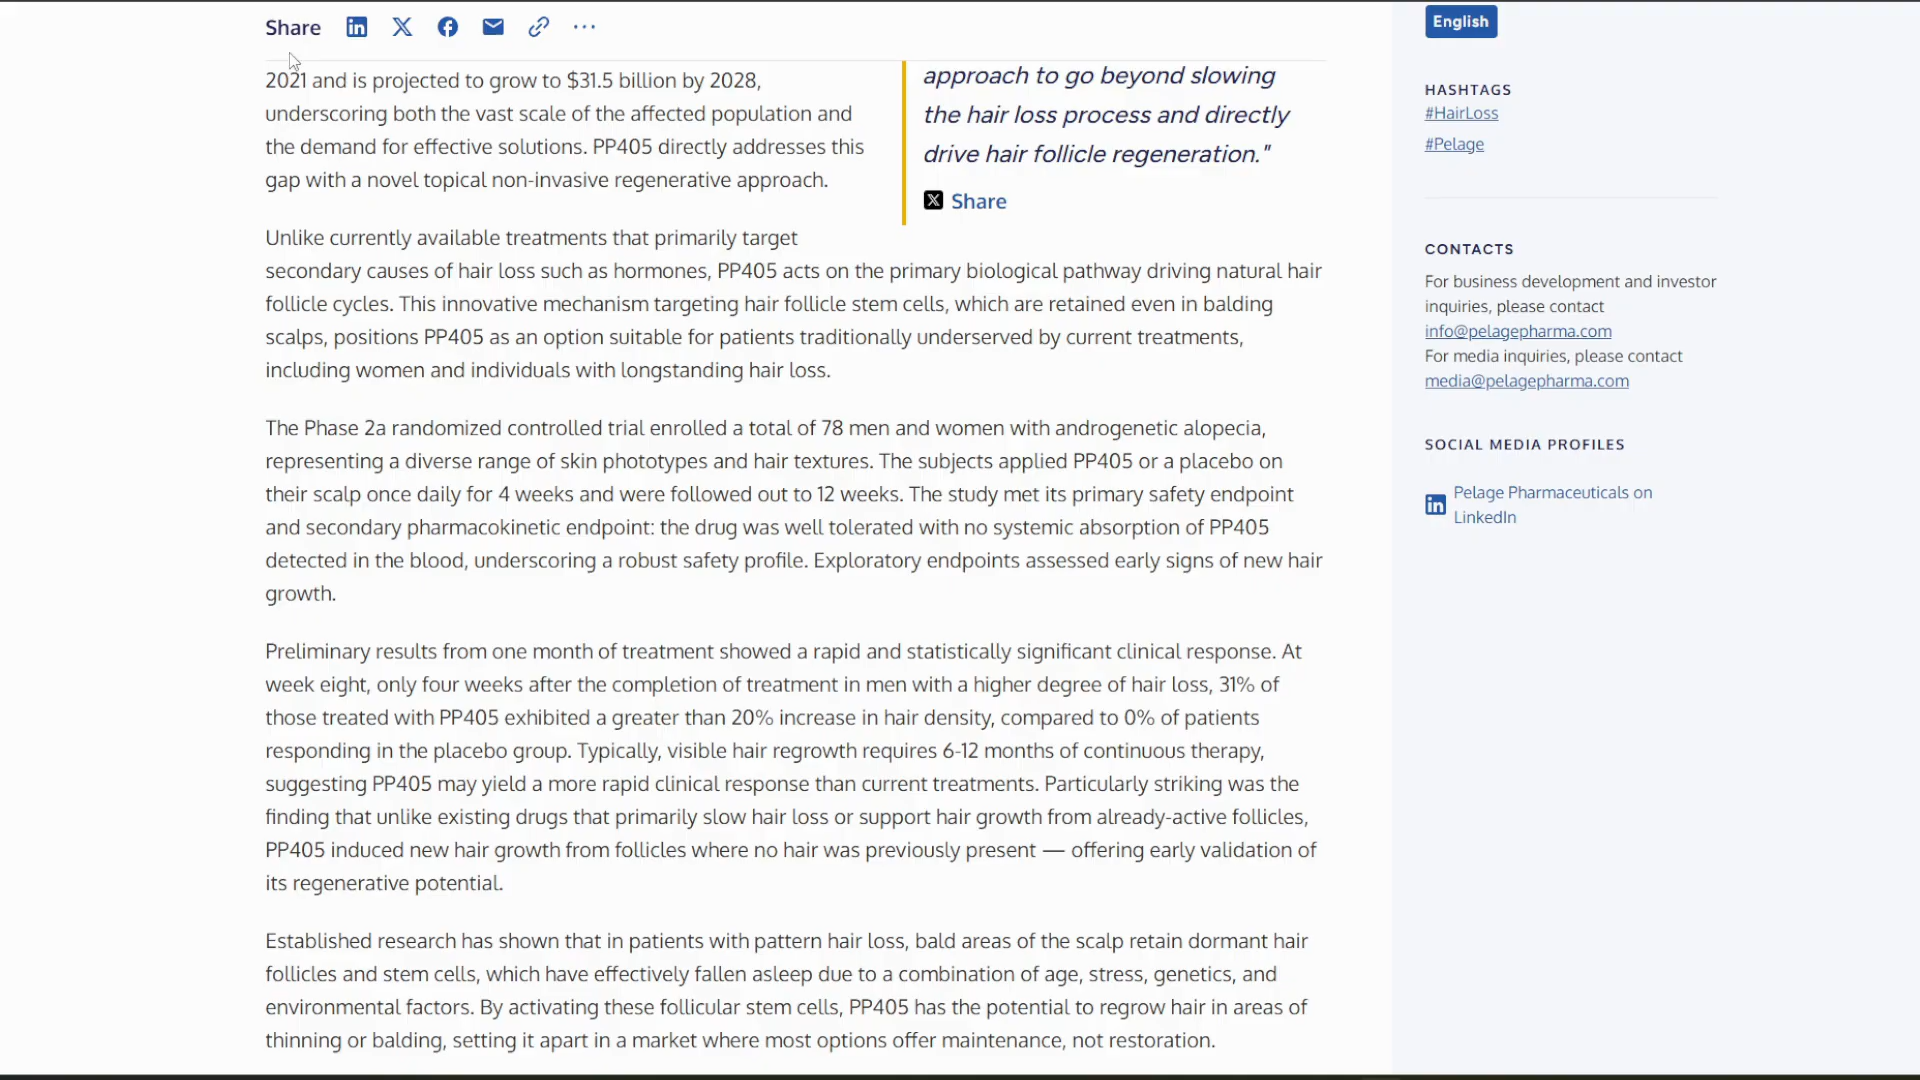 Share
2021 and is projected to grow to $31.5 billion by 2028,
underscoring both the vast scale of the affected population and
the demand for effective solutions. PP405 directly addresses this
gap with a novel topical non-invasive regenerative approach.
approach to go beyond slowing
the hair loss process and directly
drive hair follicle regeneration."
Share
Unlike currently available treatments that primarily target
secondary causes of hair loss such as hormones, PP405 acts on the primary biological pathway driving natural hair
follicle cycles. This innovative mechanism targeting hair follicle stem cells, which are retained even in balding
scalps, positions PP405 as an option suitable for patients traditionally underserved by current treatments,
including women and individuals with longstanding hair loss.
The Phase 2a randomized controlled trial enrolled a total of 78 men and women with androgenetic alopecia,
representing a diverse range of skin phototypes and hair textures. The subjects applied PP405 or a placebo on
their scalp once daily for 4 weeks and were followed out to 12 weeks. The study met its primary safety endpoint
and secondary pharmacokinetic endpoint: the drug was well tolerated with no systemic absorption of PP405
detected in the blood, underscoring a robust safety profile. Exploratory endpoints assessed early signs of new hair
growth.
Preliminary results from one month of treatment showed a rapid and statistically significant clinical response. At
week eight, only four weeks after the completion of treatment in men with a higher degree of hair loss, 31% of
those treated with PP405 exhibited a greater than 20% increase in hair density, compared to 0% of patients
responding in the placebo group. Typically, visible hair regrowth requires 6-12 months of continuous therapy,
suggesting PP405 may yield a more rapid clinical response than current treatments. Particularly striking was the
finding that unlike existing drugs that primarily slow hair loss or support hair growth from already-active follicles,
PP405 induced new hair growth from follicles where no hair was previously present — offering early validation of
its regenerative potential.
Established research has shown that in patients with pattern hair loss, bald areas of the scalp retain dormant hair
follicles and stem cells, which have effectively fallen asleep due to a combination of age, stress, genetics, and
environmental factors. By activating these follicular stem cells, PP405 has the potential to regrow hair in areas of
thinning or balding, setting it apart in a market where most options offer maintenance, not restoration.
English
HASHTAGS
#HairLoss
#Pelage
CONTACTS
For business development and investor
inquiries, please contact
info@pelagepharma.com
For media inquiries, please contact
media@pelagepharma.com
SOCIAL MEDIA PROFILES
Pelage Pharmaceuticals on
LinkedIn